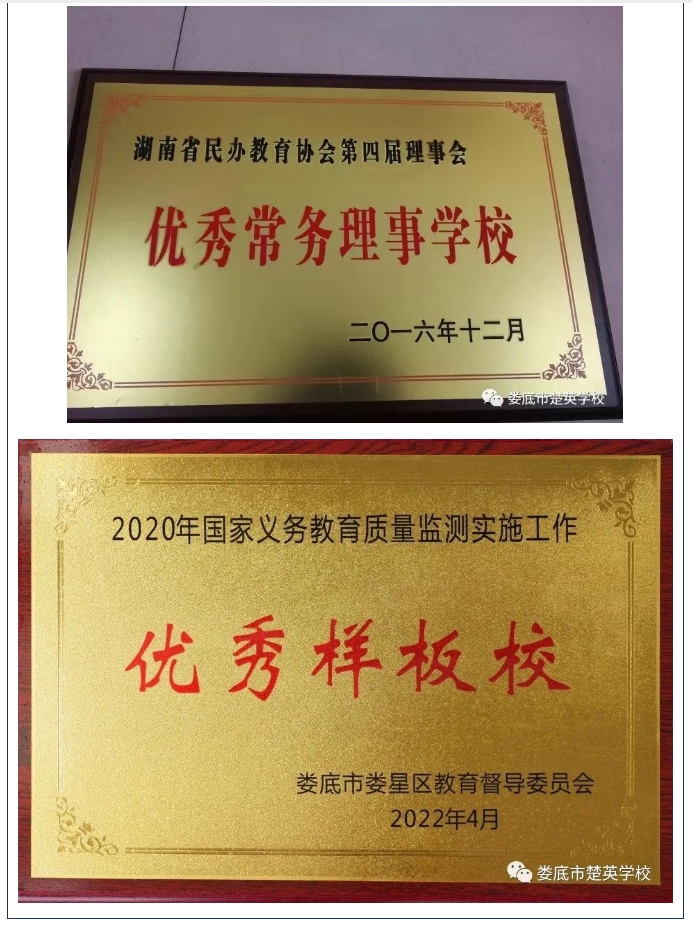 湖南省民办教育协会第四届理事会
优秀常务理事学校
二〇一六年十二月
娄底市楚英学校
2020年国家义务教育质量监测实施工作
优秀样板校
娄底市娄星区教育督导委员会
2022年4月
娄底市楚英学校